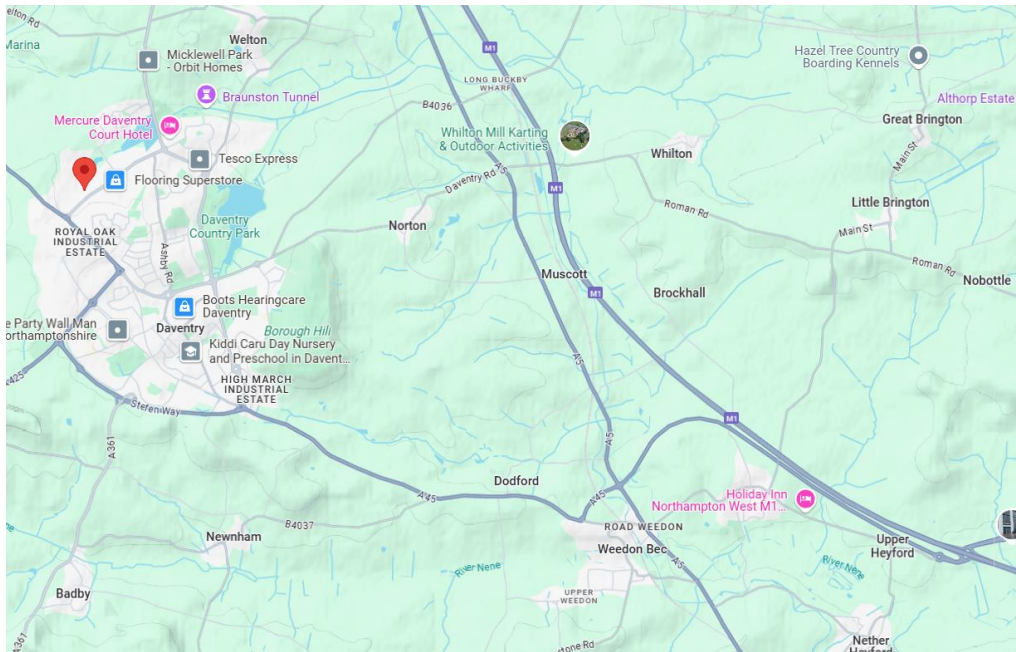 elton Rd
Marina
Welton
Micklewell Park
- Orbit Homes
Braunston Tunnel
Mercure Daventry
Court Hotel
Tesco Express
Flooring Superstore
ROYAL OAK
INDUSTRIAL
ESTATE
Ashby Rd
Daventry
Country Park
Boots Hearingcare
Daventry
e Party Wall Man
orthamptonshire
Daventry
Borough Hill
Kiddi Caru Day Nursery
and Preschool in Davent...
HIGH MARCH
INDUSTRIAL
ESTATE
A425
Stefen Way
A361
A45
M1
LONG BUCKBY
WHARF
B4036
Whilton Mill Karting
& Outdoor Activities
A5
Daventry Rd
M1
Whilton
Roman Rd
Norton
Muscott
M1
Brockhall
Hazel Tree Country
Boarding Kennels
Althorp Estate
Great Brington
Main St
Little Brington
Main St
Roman Rd
Nobottle
A5
M1
A5
Dodford
A45
Holiday Inn
Northampton West M1...
ROAD WEEDON
Weedon Bec
A5
Upper
Heyford
River Nene
B4037
Newnham
River Nene
Badby
A361
UPPER
WEEDON
stone Rd
Nether
Heyford